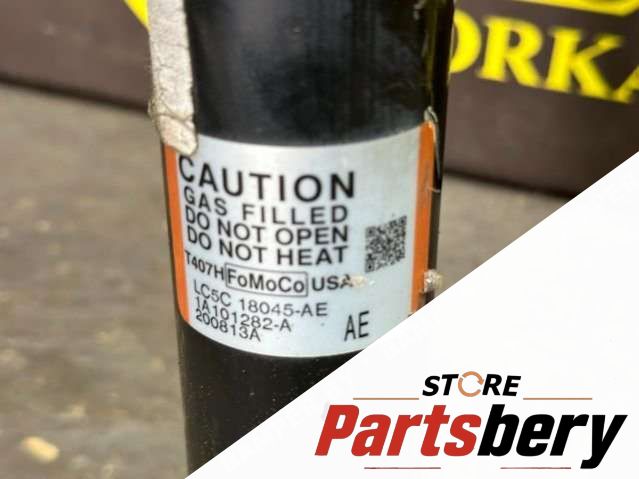 ORKA
CAUTION
GAS FILLED
DO NOT OPEN
DO NOT HEAT
T407H FoMoCo USA
LC5C 18045-AE
1A101282-A
200813A
AE
STORE
Partsbery